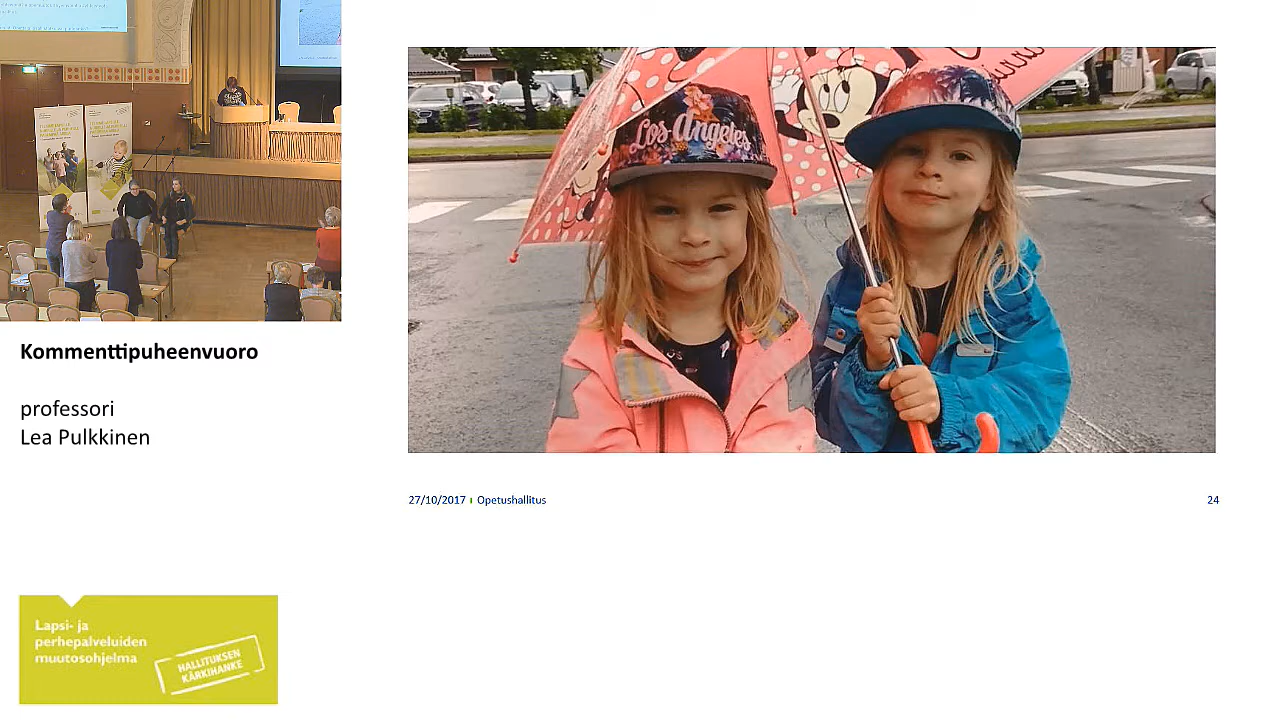 Kommenttipuheenvuoro
professori
Lea Pulkkinen
Los Angeles
27/10/2017 Opetushallitus
24
Lapsi- ja
perhepalveluiden
muutosohjelma
HALLITUKSEN
KÄRKIHANKE